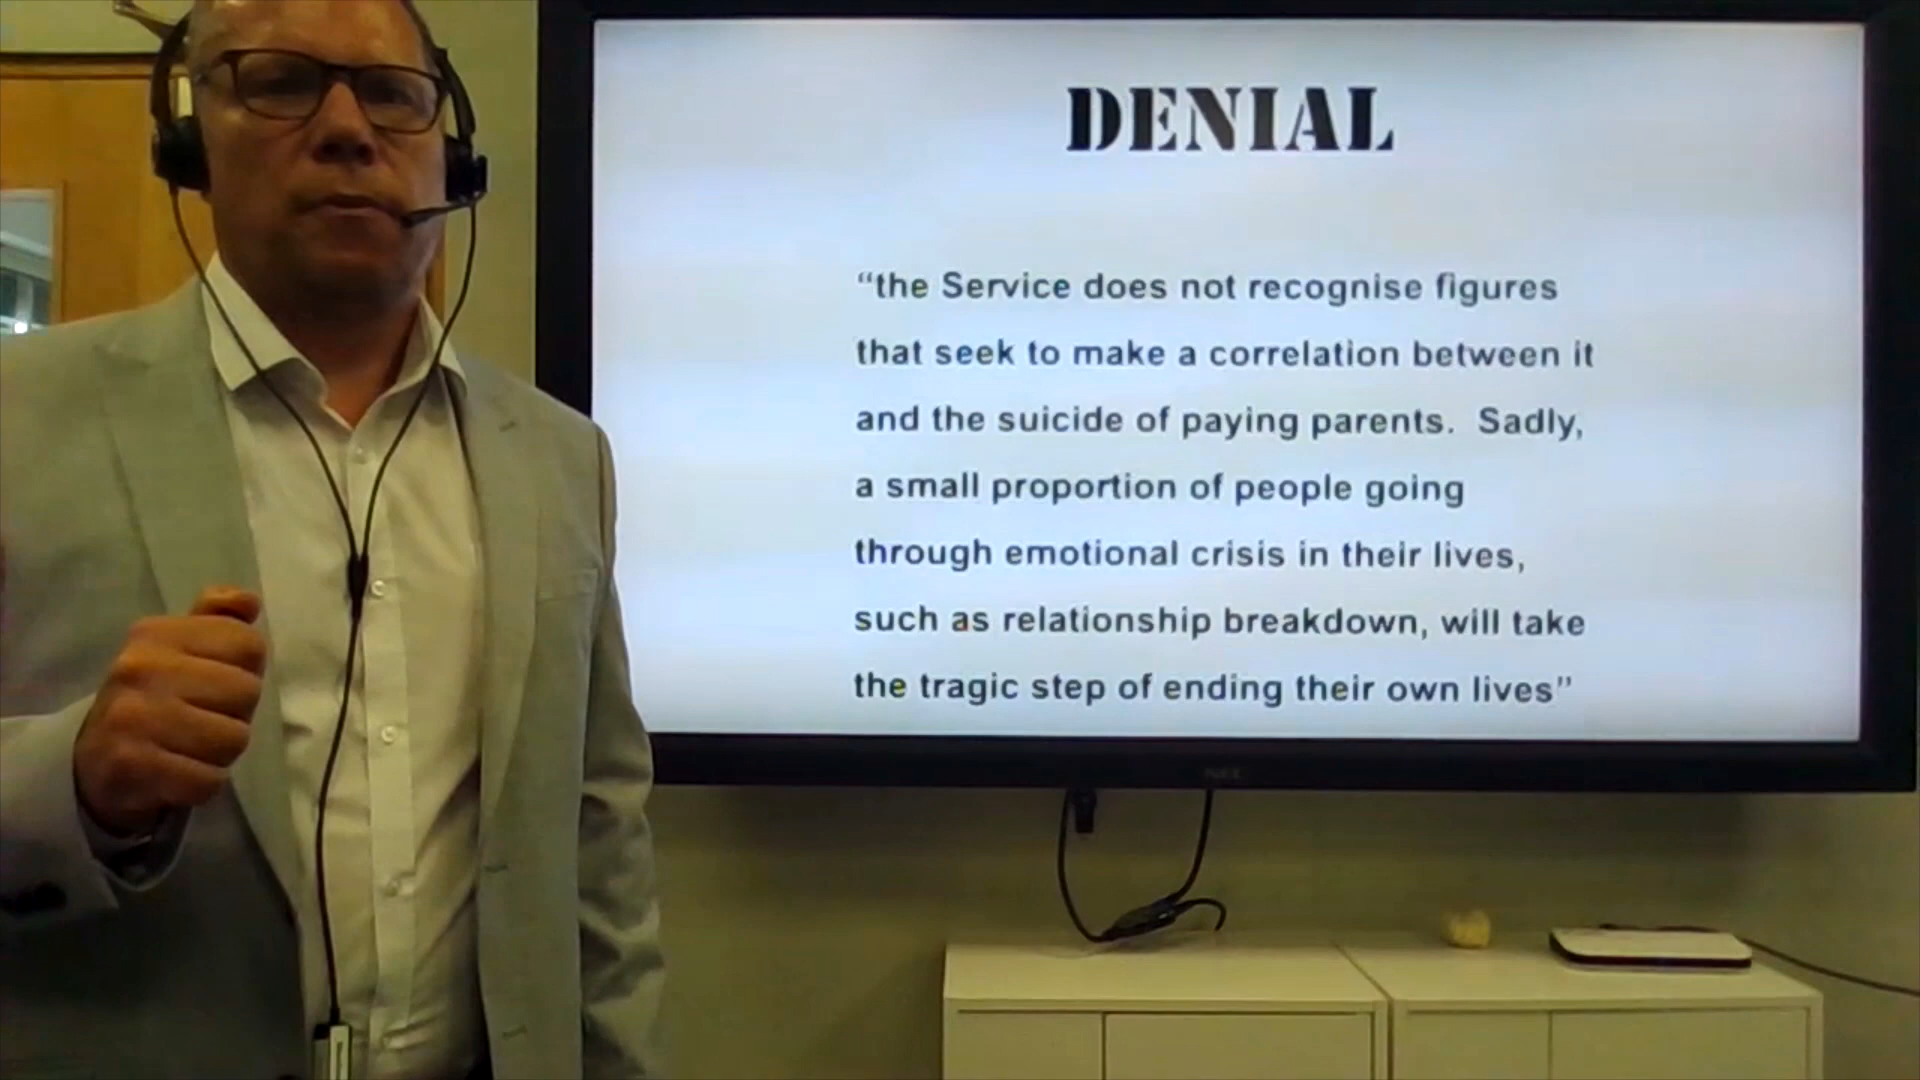 DENIAL
“the Service does not recognise figures
that seek to make a correlation between it
and the suicide of paying parents. Sadly,
a small proportion of people going
through emotional crisis in their lives,
such as relationship breakdown, will take
the tragic step of ending their own lives”